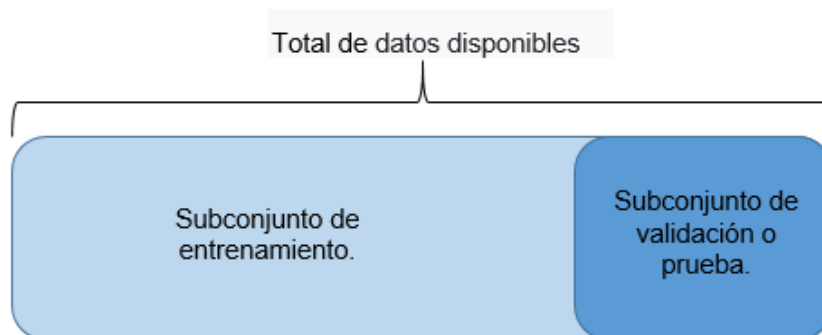 Total de datos disponibles
Subconjunto de
entrenamiento.
Subconjunto de
validación o
prueba.